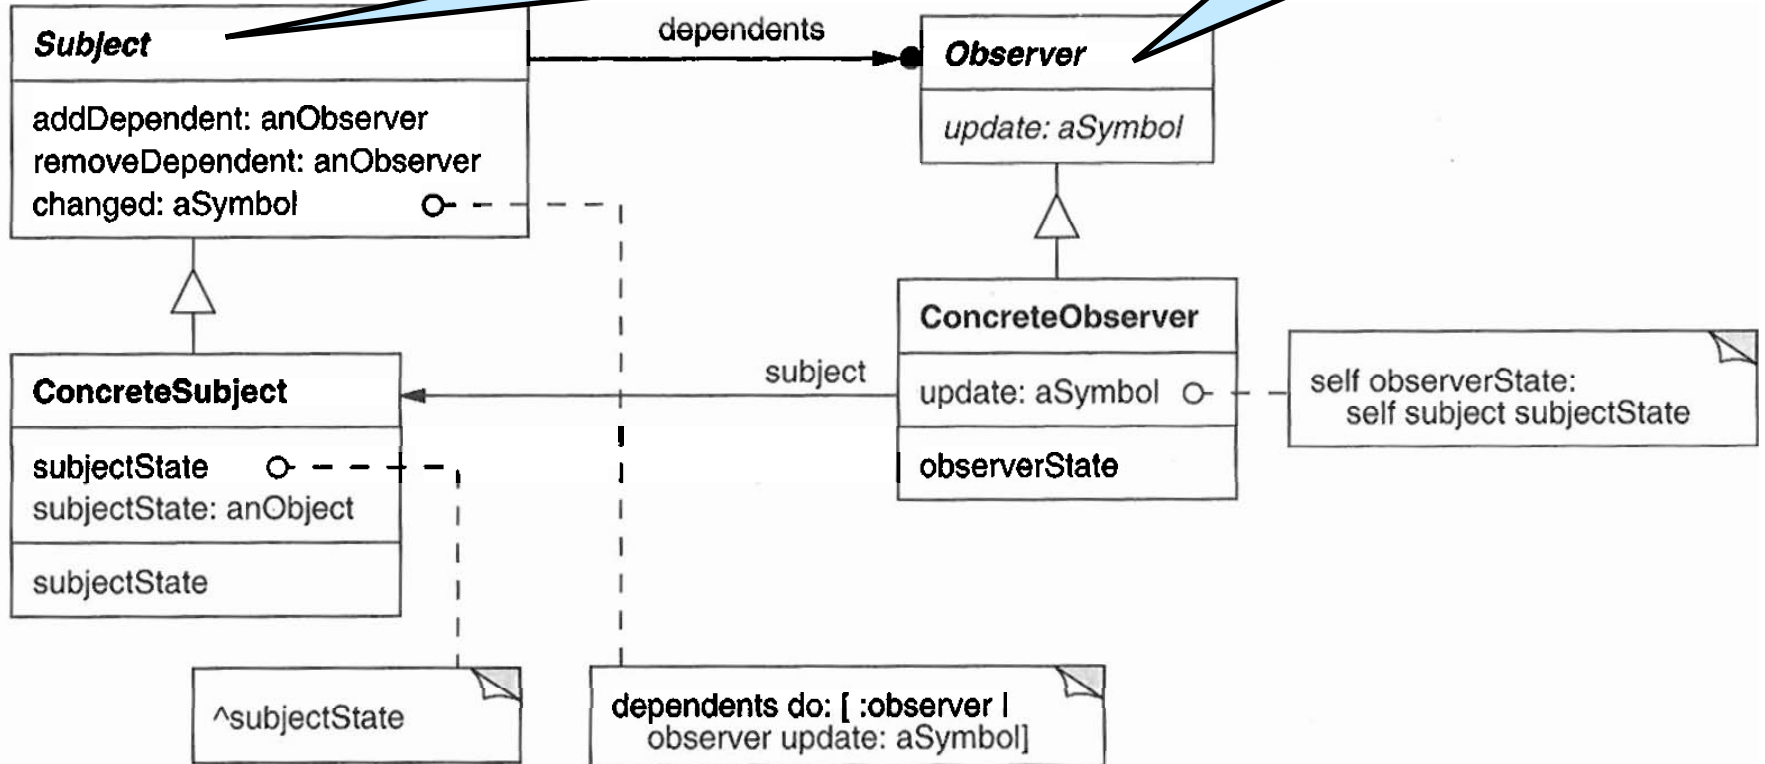 Subject
addDependent: anObserver
removeDependent: anObserver
changed: aSymbol
dependents
Observer
update: aSymbol
ConcreteSubject
subjectState
subjectState: anObject
subjectState
subject
ConcreteObserver
update: aSymbol
observerState
self observerState:
self subject subjectState
^subjectState
dependents do: [ :observer |
observer update: aSymbol]